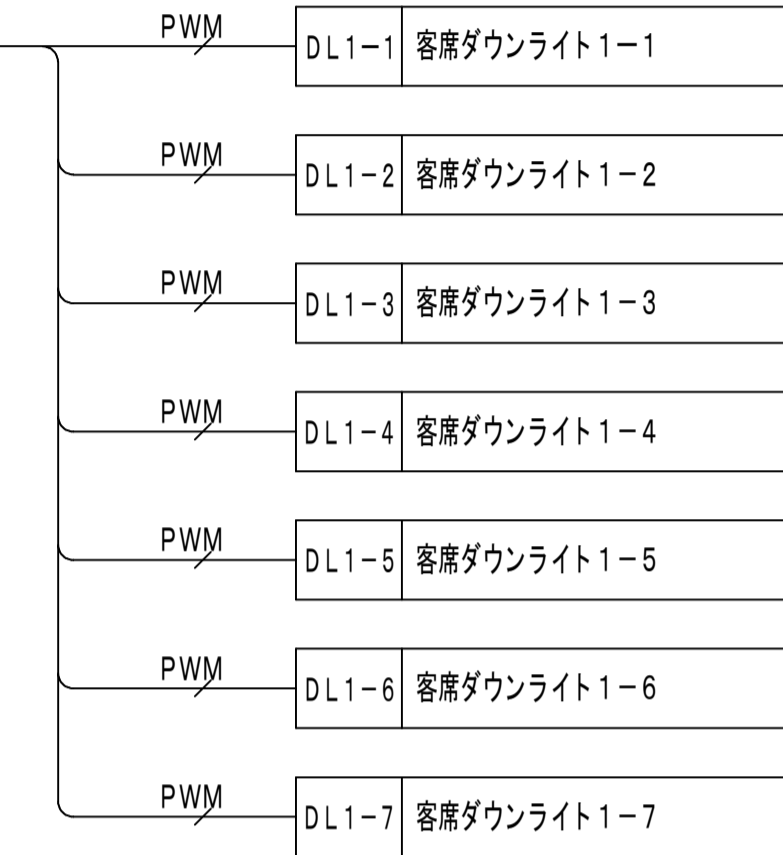 PWM
DL1-1 客席ダウンライト1-1
PWM
DL1-2 客席ダウンライト1-2
PWM
DL1-3 客席ダウンライト1-3
PWM
DL1-4 客席ダウンライト1-4
PWM
DL1-5 客席ダウンライト1-5
PWM
DL1-6 客席ダウンライト1-6
PWM
DL1-7 客席ダウンライト1-7